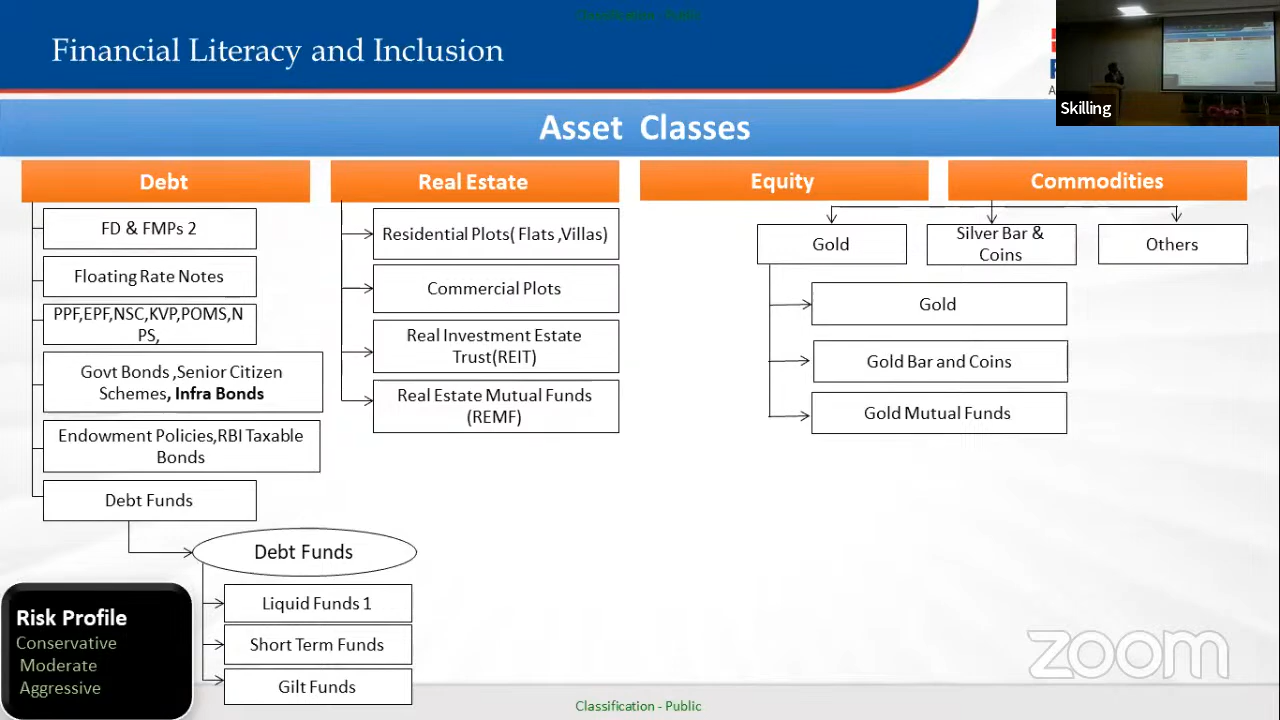 Classification - Public
Financial Literacy and Inclusion
Skilling
Asset Classes
Debt
FD & FMPs 2
Floating Rate Notes
PPF,EPF,NSC,KVP,POMS,N
PS,
Govt Bonds ,Senior Citizen
Schemes, Infra Bonds
Endowment Policies,RBI Taxable
Bonds
Debt Funds
Debt Funds
Liquid Funds 1
Short Term Funds
Gilt Funds
Real Estate
Residential Plots( Flats ,Villas)
Commercial Plots
Real Investment Estate
Trust(REIT)
Real Estate Mutual Funds
(REMF)
Equity
Commodities
Gold
Silver Bar &
Coins
Others
Gold
Gold Bar and Coins
Gold Mutual Funds
Risk Profile
Conservative
Moderate
Aggressive
zoom
Classification - Public